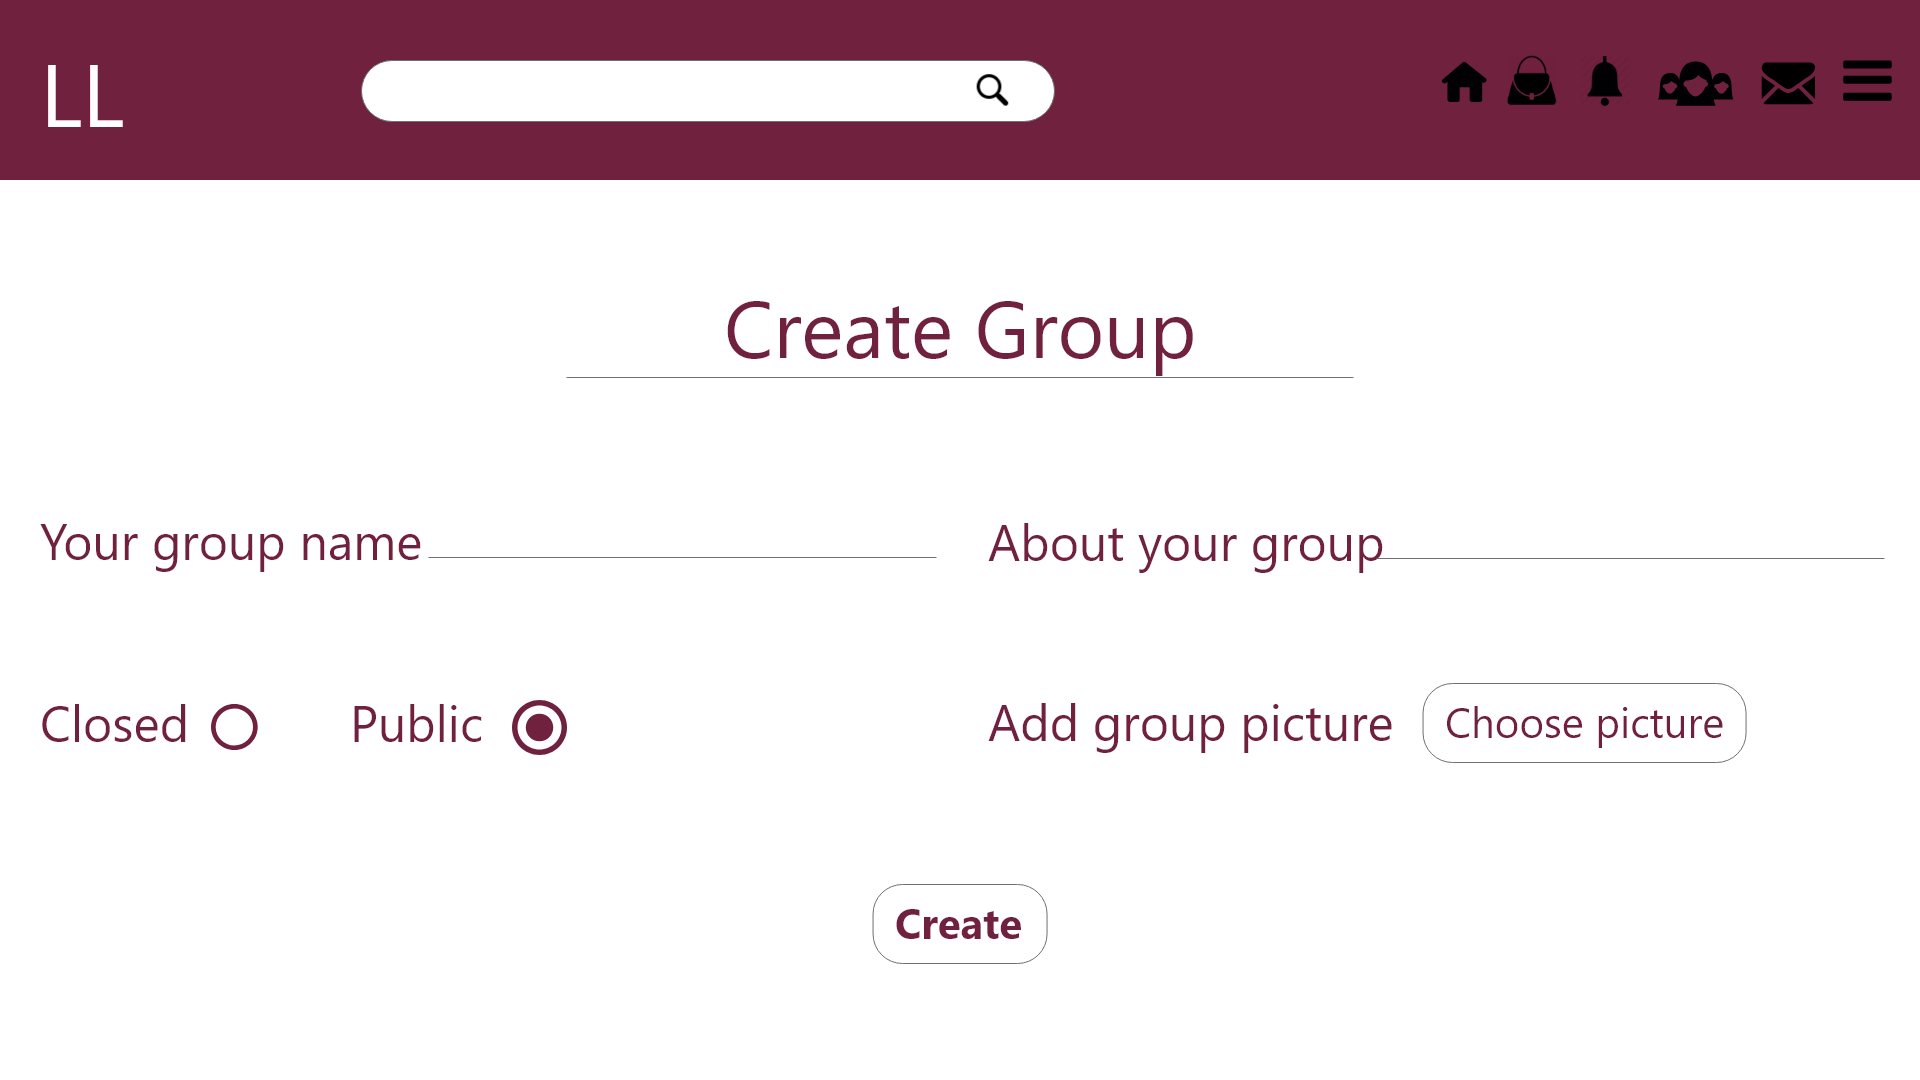 LL
Create Group
Your group name
About your group
Closed
Public
Add group picture
Choose picture
Create